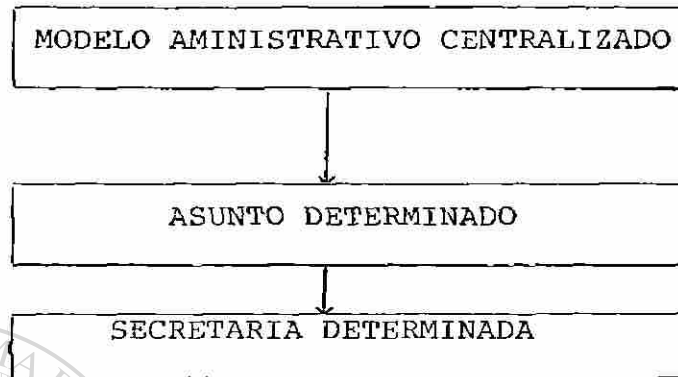 MODELO AMINISTRATIVO CENTRALIZADO
ASUNTO DETERMINADO
SECRETARIA DETERMINADA